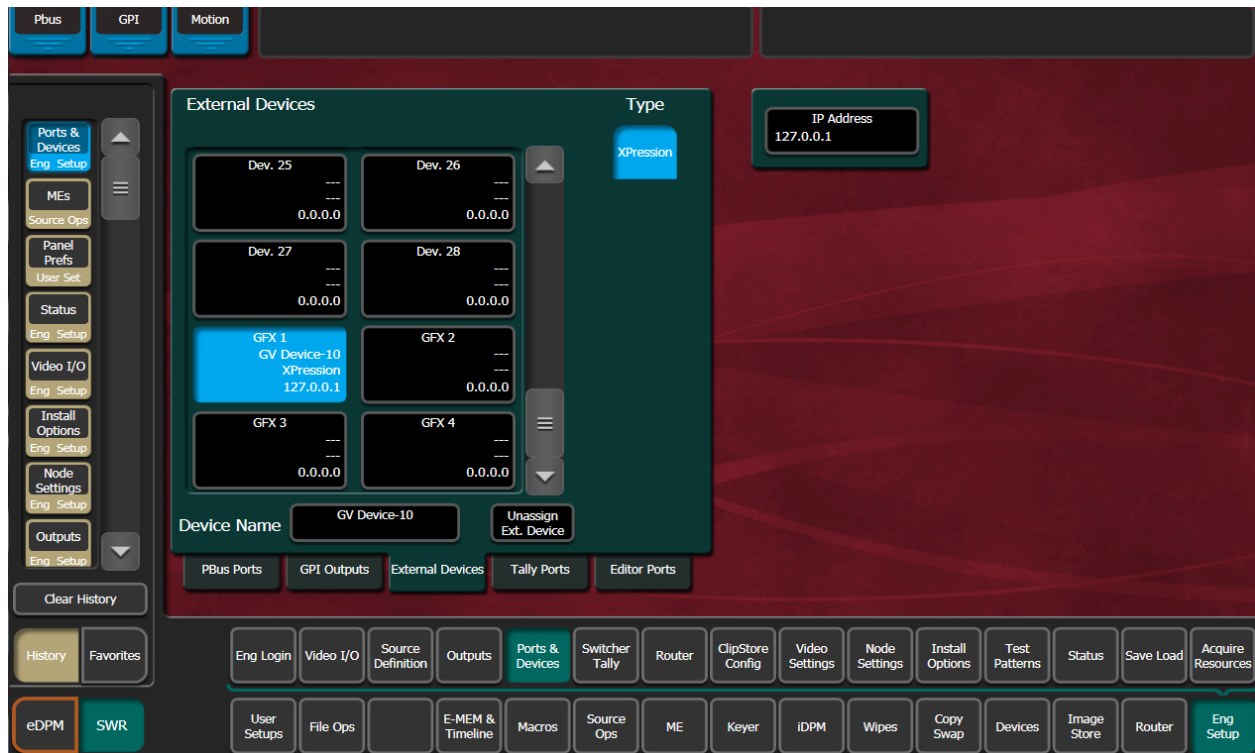 Pbus
GPI
Motion
External Devices
Type
IP Address
127.0.0.1
XPression
Ports &
Devices
Eng Setup
MEs
Source Ops
Panel
Prefs
User Set
Status
Eng Setup
Video I/O
Eng Setup
Install
Options
Eng Setup
Node
Settings
Eng Setup
Outputs
Eng Setup
Clear History
History
Favorites
eDPM
SWR
Dev. 25
---
---
0.0.0.0
Dev. 26
---
---
0.0.0.0
Dev. 27
---
---
0.0.0.0
Dev. 28
---
---
0.0.0.0
GFX 1
GV Device-10
XPression
127.0.0.1
GFX 2
---
---
0.0.0.0
GFX 3
---
---
0.0.0.0
GFX 4
---
---
0.0.0.0
Device Name
GV Device-10
Unassign
Ext. Device
PBus Ports
GPI Outputs
External Devices
Tally Ports
Editor Ports
Eng Login
Video I/O
Source
Definition
Outputs
Ports &
Devices
Switcher
Tally
Router
ClipStore
Config
Video
Settings
Node
Settings
Install
Options
Test
Patterns
Status
Save Load
Acquire
Resources
User
Setups
File Ops
E-MEM &
Timeline
Macros
Source
Ops
ME
Keyer
iDPM
Wipes
Copy
Swap
Devices
Image
Store
Router
Eng
Setup